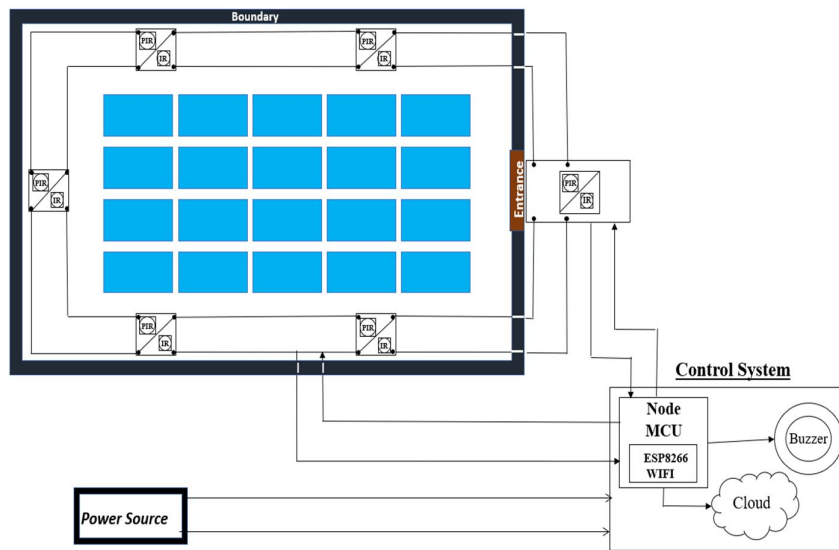 Boundary
PIR
IR
PIR
IR
PIR
IR
PIR
IR
Entrance
PIR
IR
PIR
IR
Control System
Node
MCU
ESP8266
WIFI
Buzzer
Cloud
Power Source